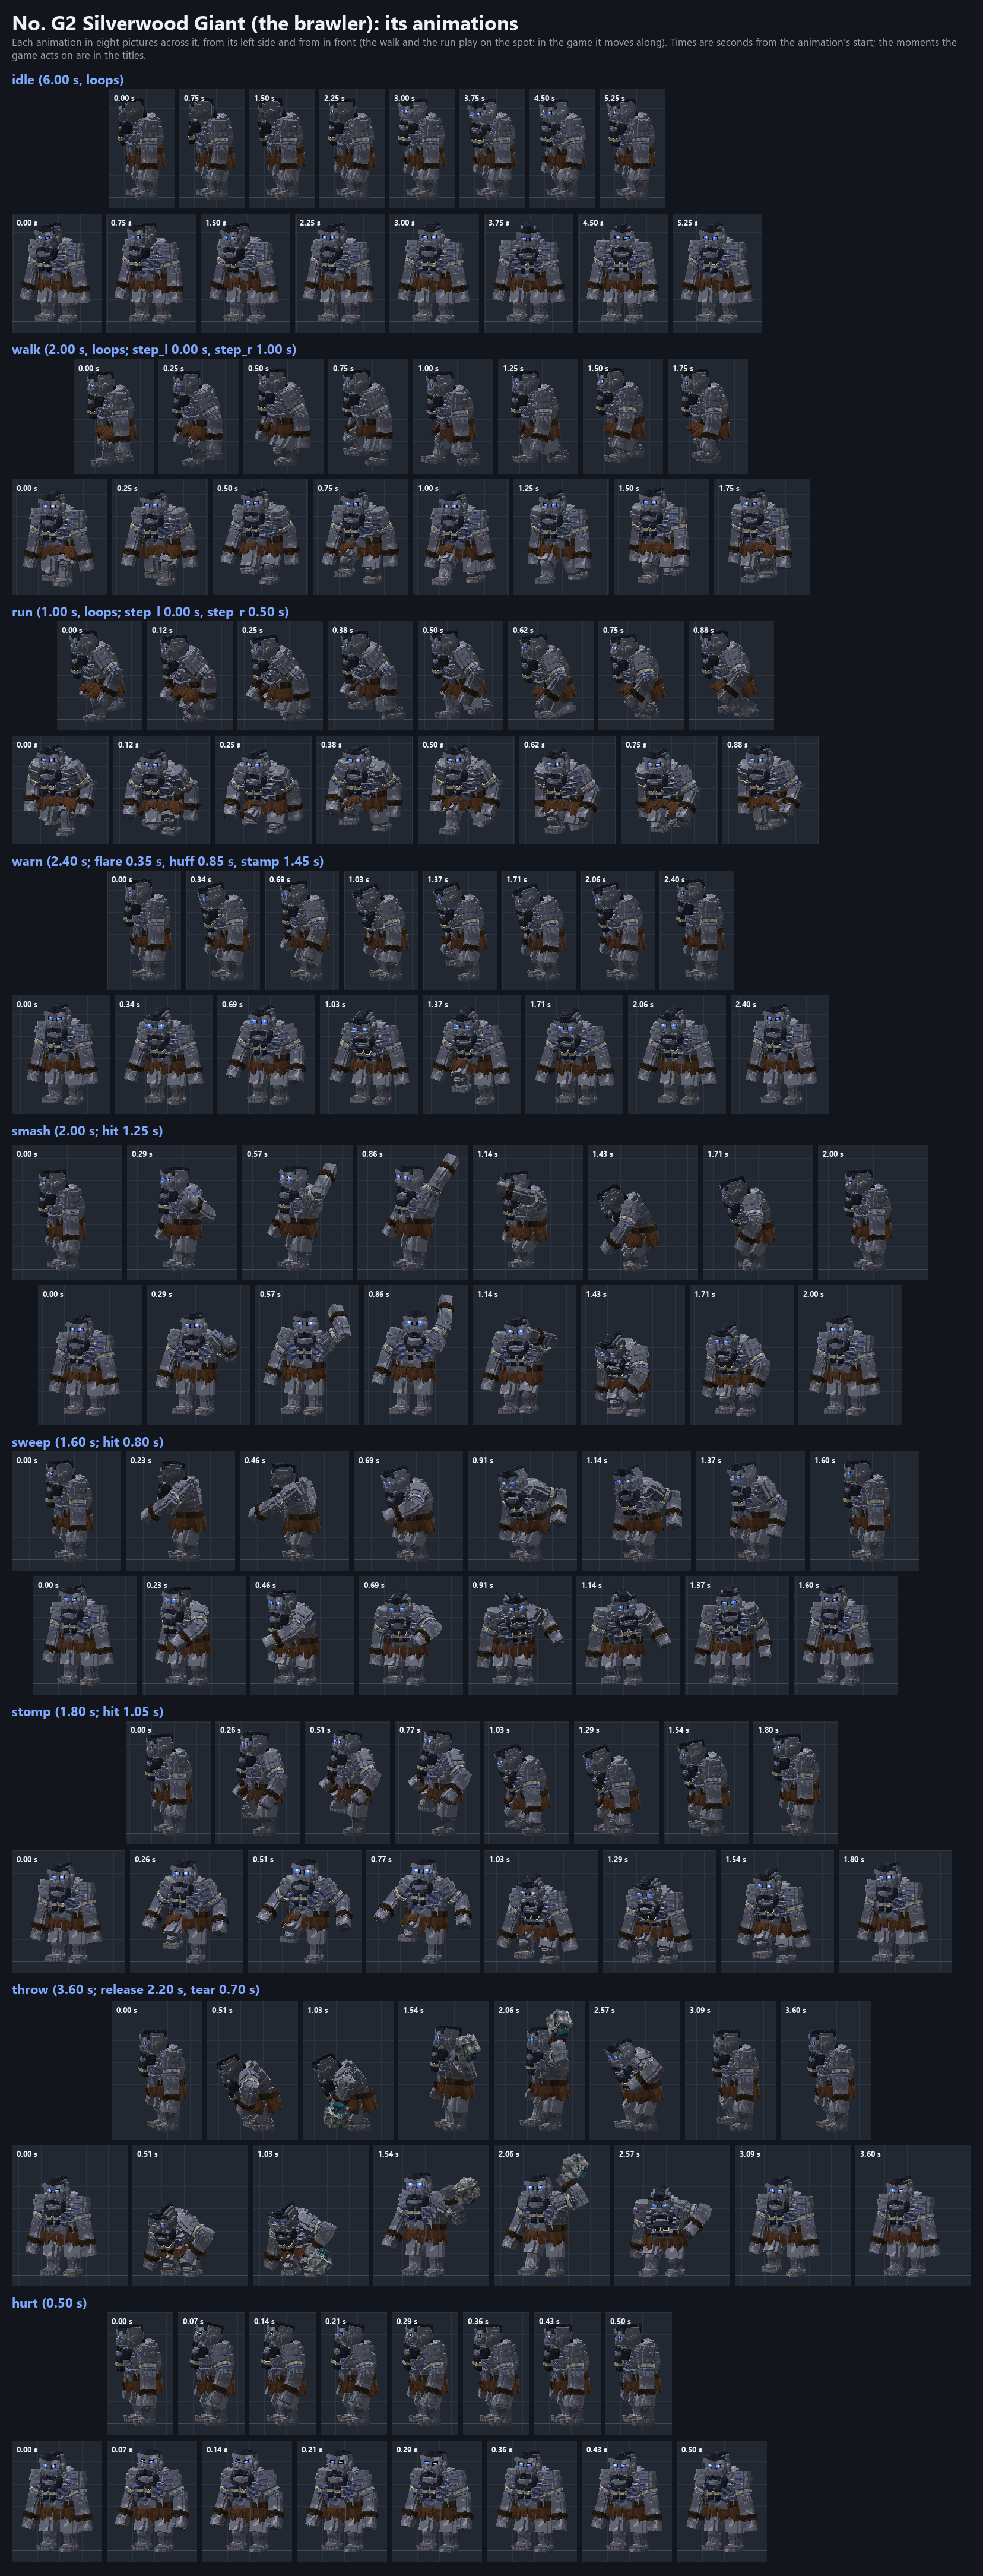 No. G2 Silverwood Giant (the brawler): its animations
Each animation in eight pictures across it, from its left side and from in front (the walk and the run play on the spot: in the game it moves along). Times are seconds from the animation's start; the moments the
game acts on are in the titles.
idle (6.00 s, loops)
0.00 s 0.75 s 1.50 s 2.25 s 3.00 s 3.75 s 4.50 s 5.25 s
0.00 s 0.75 s 1.50 s 2.25 s 3.00 s 3.75 s 4.50 s 5.25 s
walk (2.00 s, loops; step_l 0.00 s, step_r 1.00 s)
0.00 s 0.25 s 0.50 s 0.75 s 1.00 s 1.25 s 1.50 s 1.75 s
0.00 s 0.25 s 0.50 s 0.75 s 1.00 s 1.25 s 1.50 s 1.75 s
run (1.00 s, loops; step_l 0.00 s, step_r 0.50 s)
0.00 s 0.12 s 0.25 s 0.38 s 0.50 s 0.62 s 0.75 s 0.88 s
0.00 s 0.12 s 0.25 s 0.38 s 0.50 s 0.62 s 0.75 s 0.88 s
warn (2.40 s; flare 0.35 s, huff 0.85 s, stamp 1.45 s)
0.00 s 0.34 s 0.69 s 1.03 s 1.37 s 1.71 s 2.06 s 2.40 s
0.00 s 0.34 s 0.69 s 1.03 s 1.37 s 1.71 s 2.06 s 2.40 s
smash (2.00 s; hit 1.25 s)
0.00 s 0.29 s 0.57 s 0.86 s 1.14 s 1.43 s 1.71 s 2.00 s
0.00 s 0.29 s 0.57 s 0.86 s 1.14 s 1.43 s 1.71 s 2.00 s
sweep (1.60 s; hit 0.80 s)
0.00 s 0.23 s 0.46 s 0.69 s 0.91 s 1.14 s 1.37 s 1.60 s
0.00 s 0.23 s 0.46 s 0.69 s 0.91 s 1.14 s 1.37 s 1.60 s
stomp (1.80 s; hit 1.05 s)
0.00 s 0.26 s 0.51 s 0.77 s 1.03 s 1.29 s 1.54 s 1.80 s
0.00 s 0.26 s 0.51 s 0.77 s 1.03 s 1.29 s 1.54 s 1.80 s
throw (3.60 s; release 2.20 s, tear 0.70 s)
0.00 s 0.51 s 1.03 s 1.54 s 2.06 s 2.57 s 3.09 s 3.60 s
0.00 s 0.51 s 1.03 s 1.54 s 2.06 s 2.57 s 3.09 s 3.60 s
hurt (0.50 s)
0.00 s 0.07 s 0.14 s 0.21 s 0.29 s 0.36 s 0.43 s 0.50 s
0.00 s 0.07 s 0.14 s 0.21 s 0.29 s 0.36 s 0.43 s 0.50 s